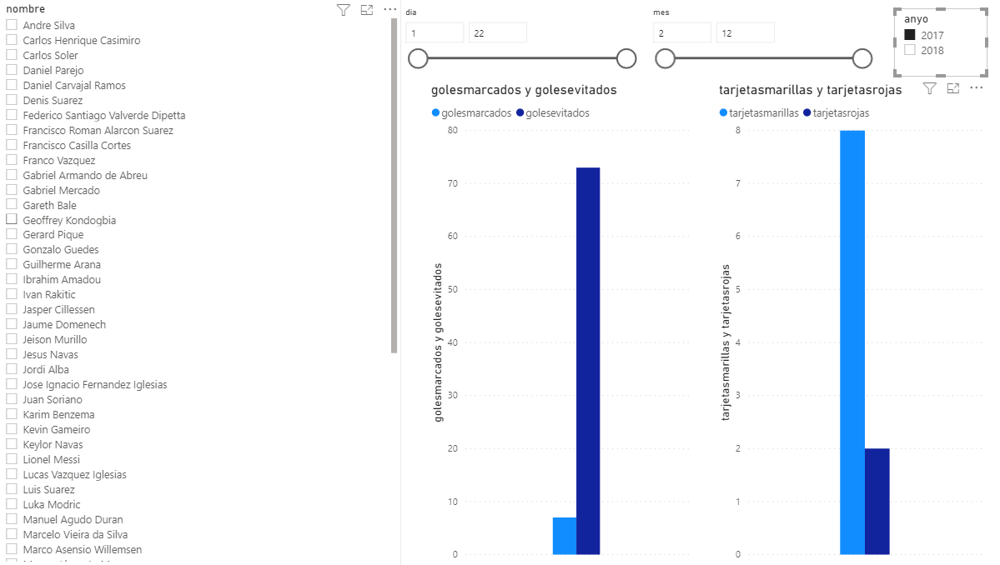 nombre
Andre Silva
Carlos Henrique Casimiro
Carlos Soler
Daniel Parejo
Daniel Carvajal Ramos
Denis Suarez
Federico Santiago Valverde Dipetta
Francisco Roman Alarcon Suarez
Francisco Casilla Cortes
Franco Vazquez
Gabriel Armando de Abreu
Gabriel Mercado
Gareth Bale
Geoffrey Kondogbia
Gerard Pique
Gonzalo Guedes
Guilherme Arana
Ibrahim Amadou
Ivan Rakitic
Jasper Cillessen
Jaume Domenech
Jeison Murillo
Jesus Navas
Jordi Alba
Jose Ignacio Fernandez Iglesias
Juan Soriano
Karim Benzema
Kevin Gameiro
Keylor Navas
Lionel Messi
Lucas Vazquez Iglesias
Luis Suarez
Luka Modric
Manuel Agudo Duran
Marcelo Vieira da Silva
Marco Asensio Willemsen
dia
1 22
mes
2 12
anyo
2017
2018
golesmarcados y golesevitados
golesmarcados golesevitados
golesmarcados y golesevitados
80
70
60
50
40
30
20
10
0
tarjetasmarillas y tarjetasrojas
tarjetasmarillas tarjetasrojas
tarjetasmarillas y tarjetasrojas
8
7
6
5
4
3
2
1
0